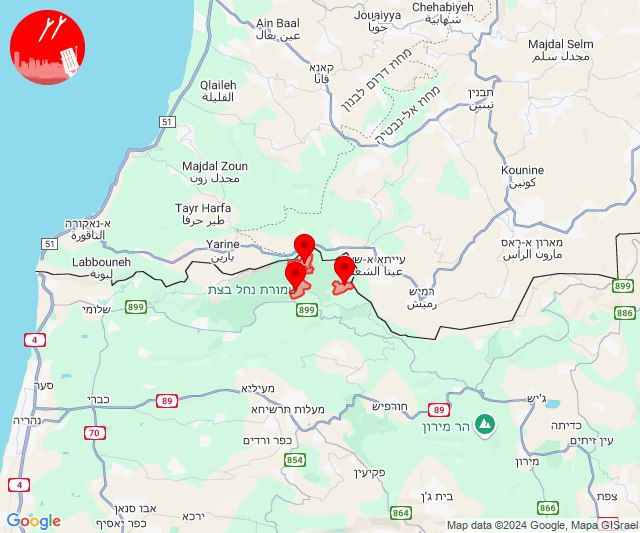 Chehabiyeh
شهابية
Jouaiyya
جويا
Ain Baal
عين بعال
Majdal Selm
مجدل سلم
קאנא
قانا
Qlaileh
القليلة
מחוז דרום לבנון
מחוז אל-נבטיה
תבנין
تبنين
51
Majdal Zoun
مجدل زون
Kounine
كونين
Tayr Harfa
طير حرفا
א-נאקורה
الناقورة
51
Yarine
يارين
מארון א-ראס
مارون الراس
עייתא א-ש
عيتا الشع
Labbouneh
لبونة
שמורת נחל בצת
רמיש
رميش
899
899
899
886
שלומי
4
סער
נהריה
כברי
89
מעיליא
מעלות תרשיחא
חורפיש
89
ג'יש
כדיתה
הר מירון
עין זיתים
70
כפר ורדים
854
פקיעין
מירון
4
אבו סנאן
ירכא
כפר יאסיף
בית ג'ן
864
866
צפת
Google
Map data ©2024 Google, Mapa GISrael